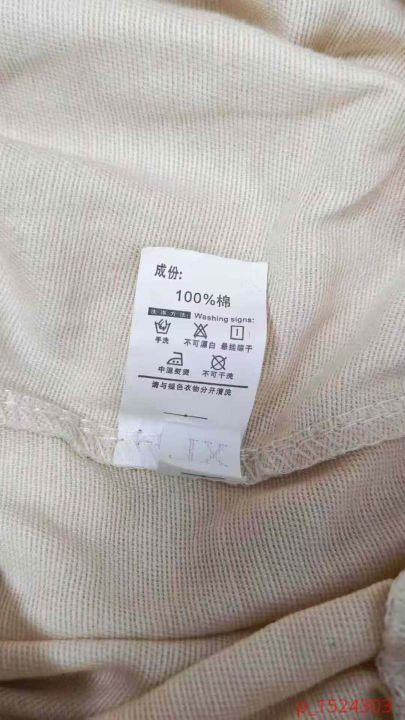 成份:
100%棉
洗涤方法: Washing signs:
手洗 不可漂白 悬挂晾干
中温熨烫 不可干洗
请与褪色衣物分开清洗
p_1524303